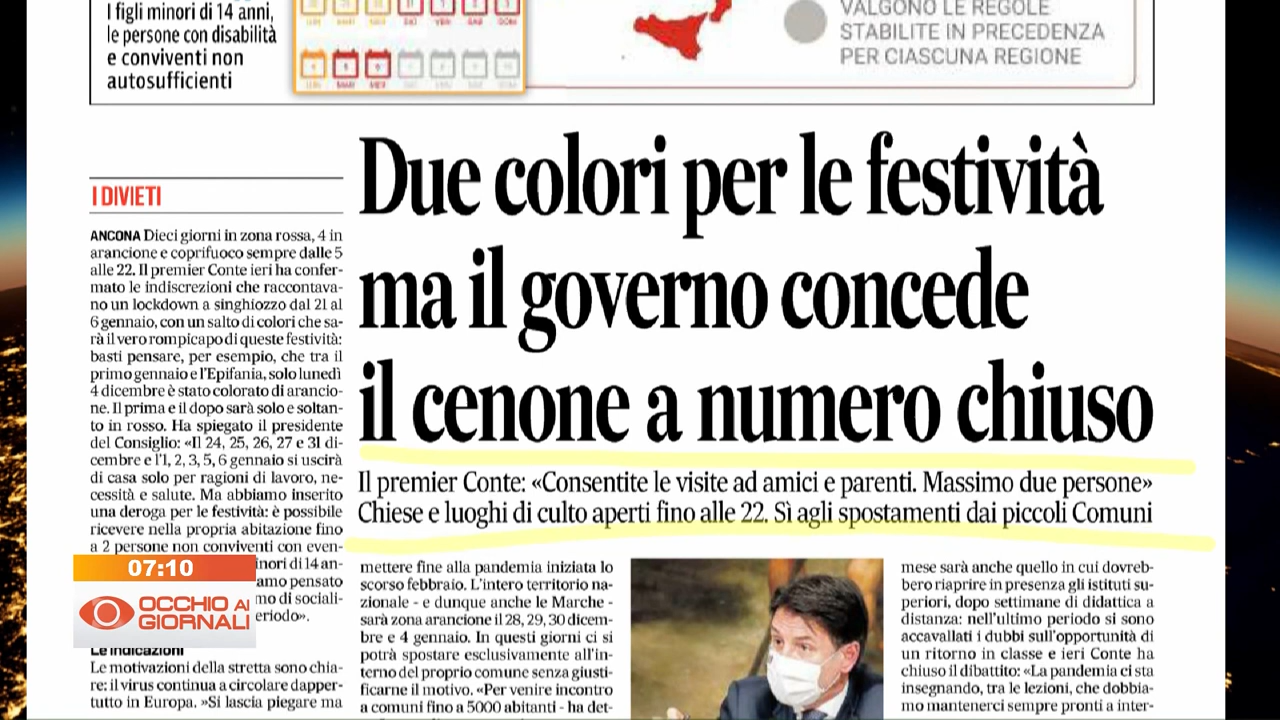 I figli minori di 14 anni,
le persone con disabilità
e conviventi non
autosufficienti
VALGONO LE REGOLE
STABILITE IN PRECEDENZA
PER CIASCUNA REGIONE
Due colori per le festività
ma il governo concede
il cenone a numero chiuso
Il premier Conte: «Consentite le visite ad amici e parenti. Massimo due persone»
Chiese e luoghi di culto aperti fino alle 22. Sì agli spostamenti dai piccoli Comuni
I DIVIETI
ANCONA Dieci giorni in zona rossa, 4 in
arancione e coprifuoco sempre dalle 5
alle 22. Il premier Conte ieri ha confer-
mato le indiscrezioni che raccontava-
no un lockdown a singhiozzo dal 21 al
6 gennaio, con un salto di colori che sa-
rà il vero rompicapo di queste festività:
basti pensare, per esempio, che tra il
primo gennaio e l'Epifania, solo lunedì
4 dicembre è stato colorato di arancio-
ne. Il prima e il dopo sarà solo e soltan-
to in rosso. Ha spiegato il presidente
del Consiglio: «Il 24, 25, 26, 27 e 31 di-
cembre e l'1, 2, 3, 5, 6 gennaio si uscirà
di casa solo per ragioni di lavoro, ne-
cessità e salute. Ma abbiamo inserito
una deroga per le festività: è possibile
ricevere nella propria abitazione fino
a 2 persone non conviventi con even-
inori di 14 an-
amo pensato
mo di sociali-
eriodo».
Le indicazioni
Le motivazioni della stretta sono chia-
re: il virus continua a circolare dapper-
tutto in Europa. »Si lascia piegare ma
mettere fine alla pandemia iniziata lo
scorso febbraio. L'intero territorio na-
zionale - e dunque anche le Marche -
sarà zona arancione il 28, 29, 30 dicem-
bre e 4 gennaio. In questi giorni ci si
potrà spostare esclusivamente all'in-
terno del proprio comune senza giusti-
ficarne il motivo. «Per venire incontro
a comuni fino a 5000 abitanti - ha det-
mese sarà anche quello in cui dovreb-
bero riaprire in presenza gli istituti su-
periori, dopo settimane di didattica a
distanza: nell'ultimo periodo si sono
accavallati i dubbi sull'opportunità di
un ritorno in classe e ieri Conte ha
chiuso il dibattito: «La pandemia ci sta
insegnando, tra le lezioni, che dobbia-
mo mantenerci sempre pronti a inter-
07:10
OCCHIO AI
GIORNALI